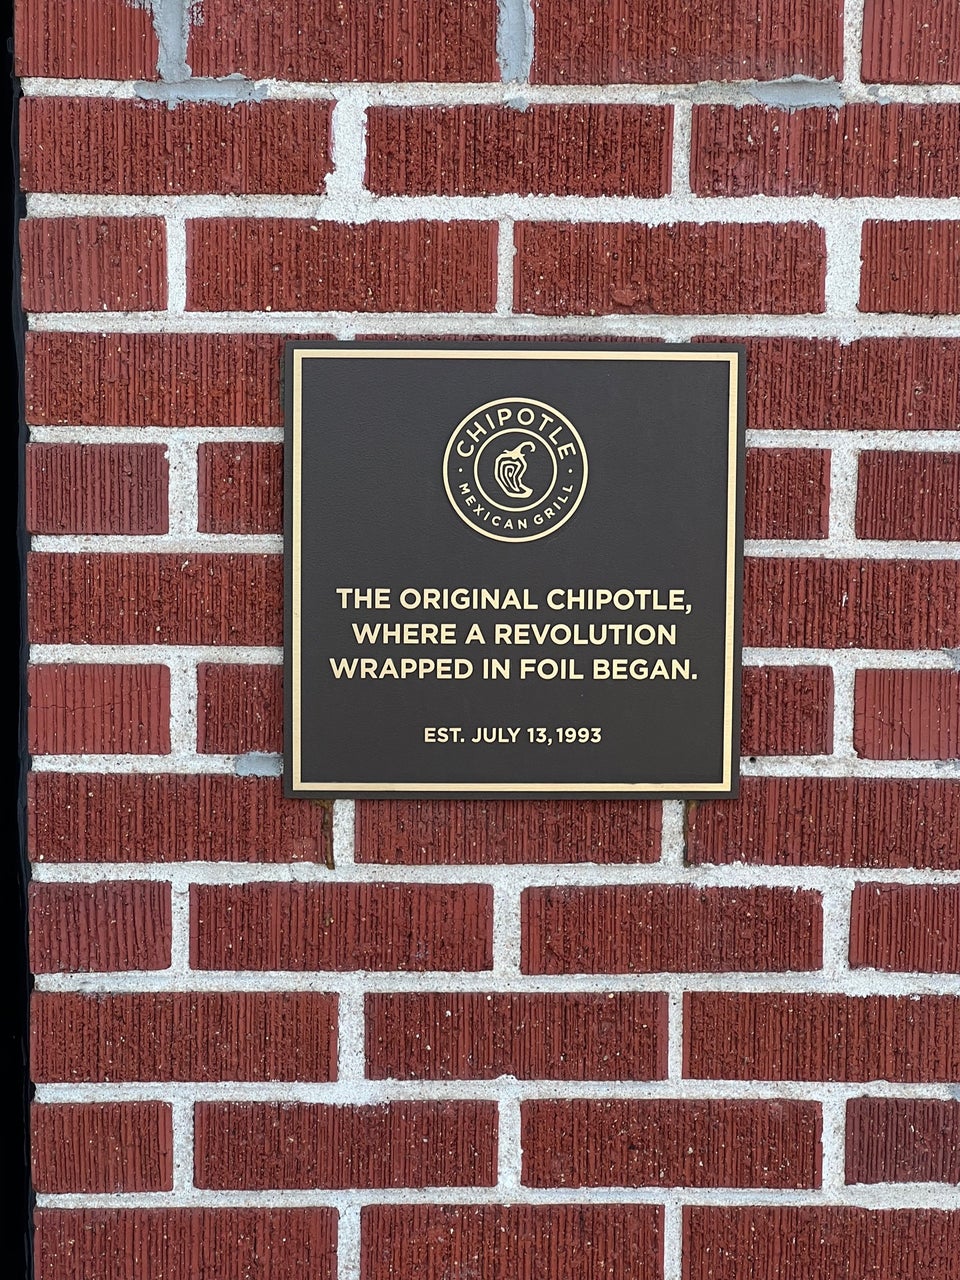 CHIPOTLE
MEXICAN GRILL
THE ORIGINAL CHIPOTLE,
WHERE A REVOLUTION
WRAPPED IN FOIL BEGAN.
EST. JULY 13, 1993